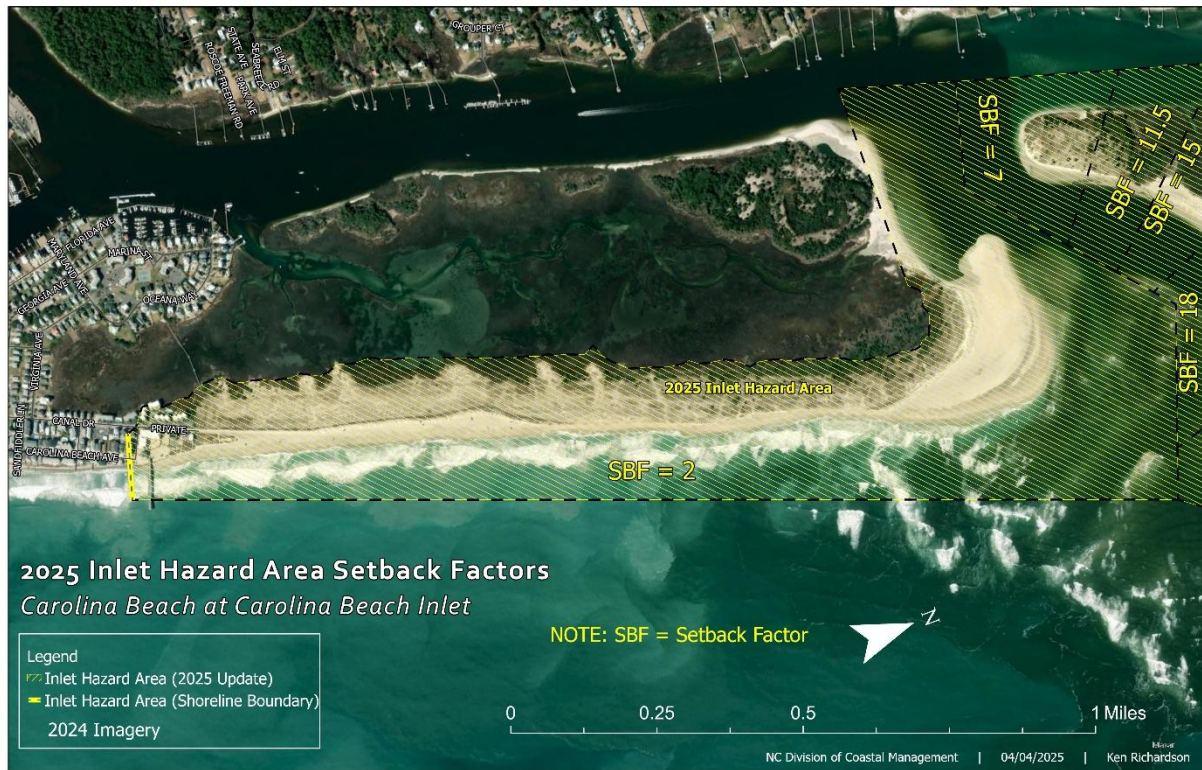 GROUPER CT
ELM ST
SEABREEZE RD
STATE AVE
PARK AVE
ROSCOE FREEMAN RD
SBF = 7
SBF = 11.5
SBF = 15
FLORIDA AVE
MARYLAND AVE
MARINA ST
GEORGIA AVE
OCEANA WAY
SBF = 18
VIRGINIA AVE
2025 Inlet Hazard Area
SANDFIDDLER LN
CANAL DR
PRIVATE
CAROLINA BEACH AVE
SBF = 2
2025 Inlet Hazard Area Setback Factors
Carolina Beach at Carolina Beach Inlet
NOTE: SBF = Setback Factor
N
Legend
Inlet Hazard Area (2025 Update)
Inlet Hazard Area (Shoreline Boundary)
2024 Imagery
0 0.25 0.5 1 Miles
Maxar
NC Division of Coastal Management | 04/04/2025 | Ken Richardson